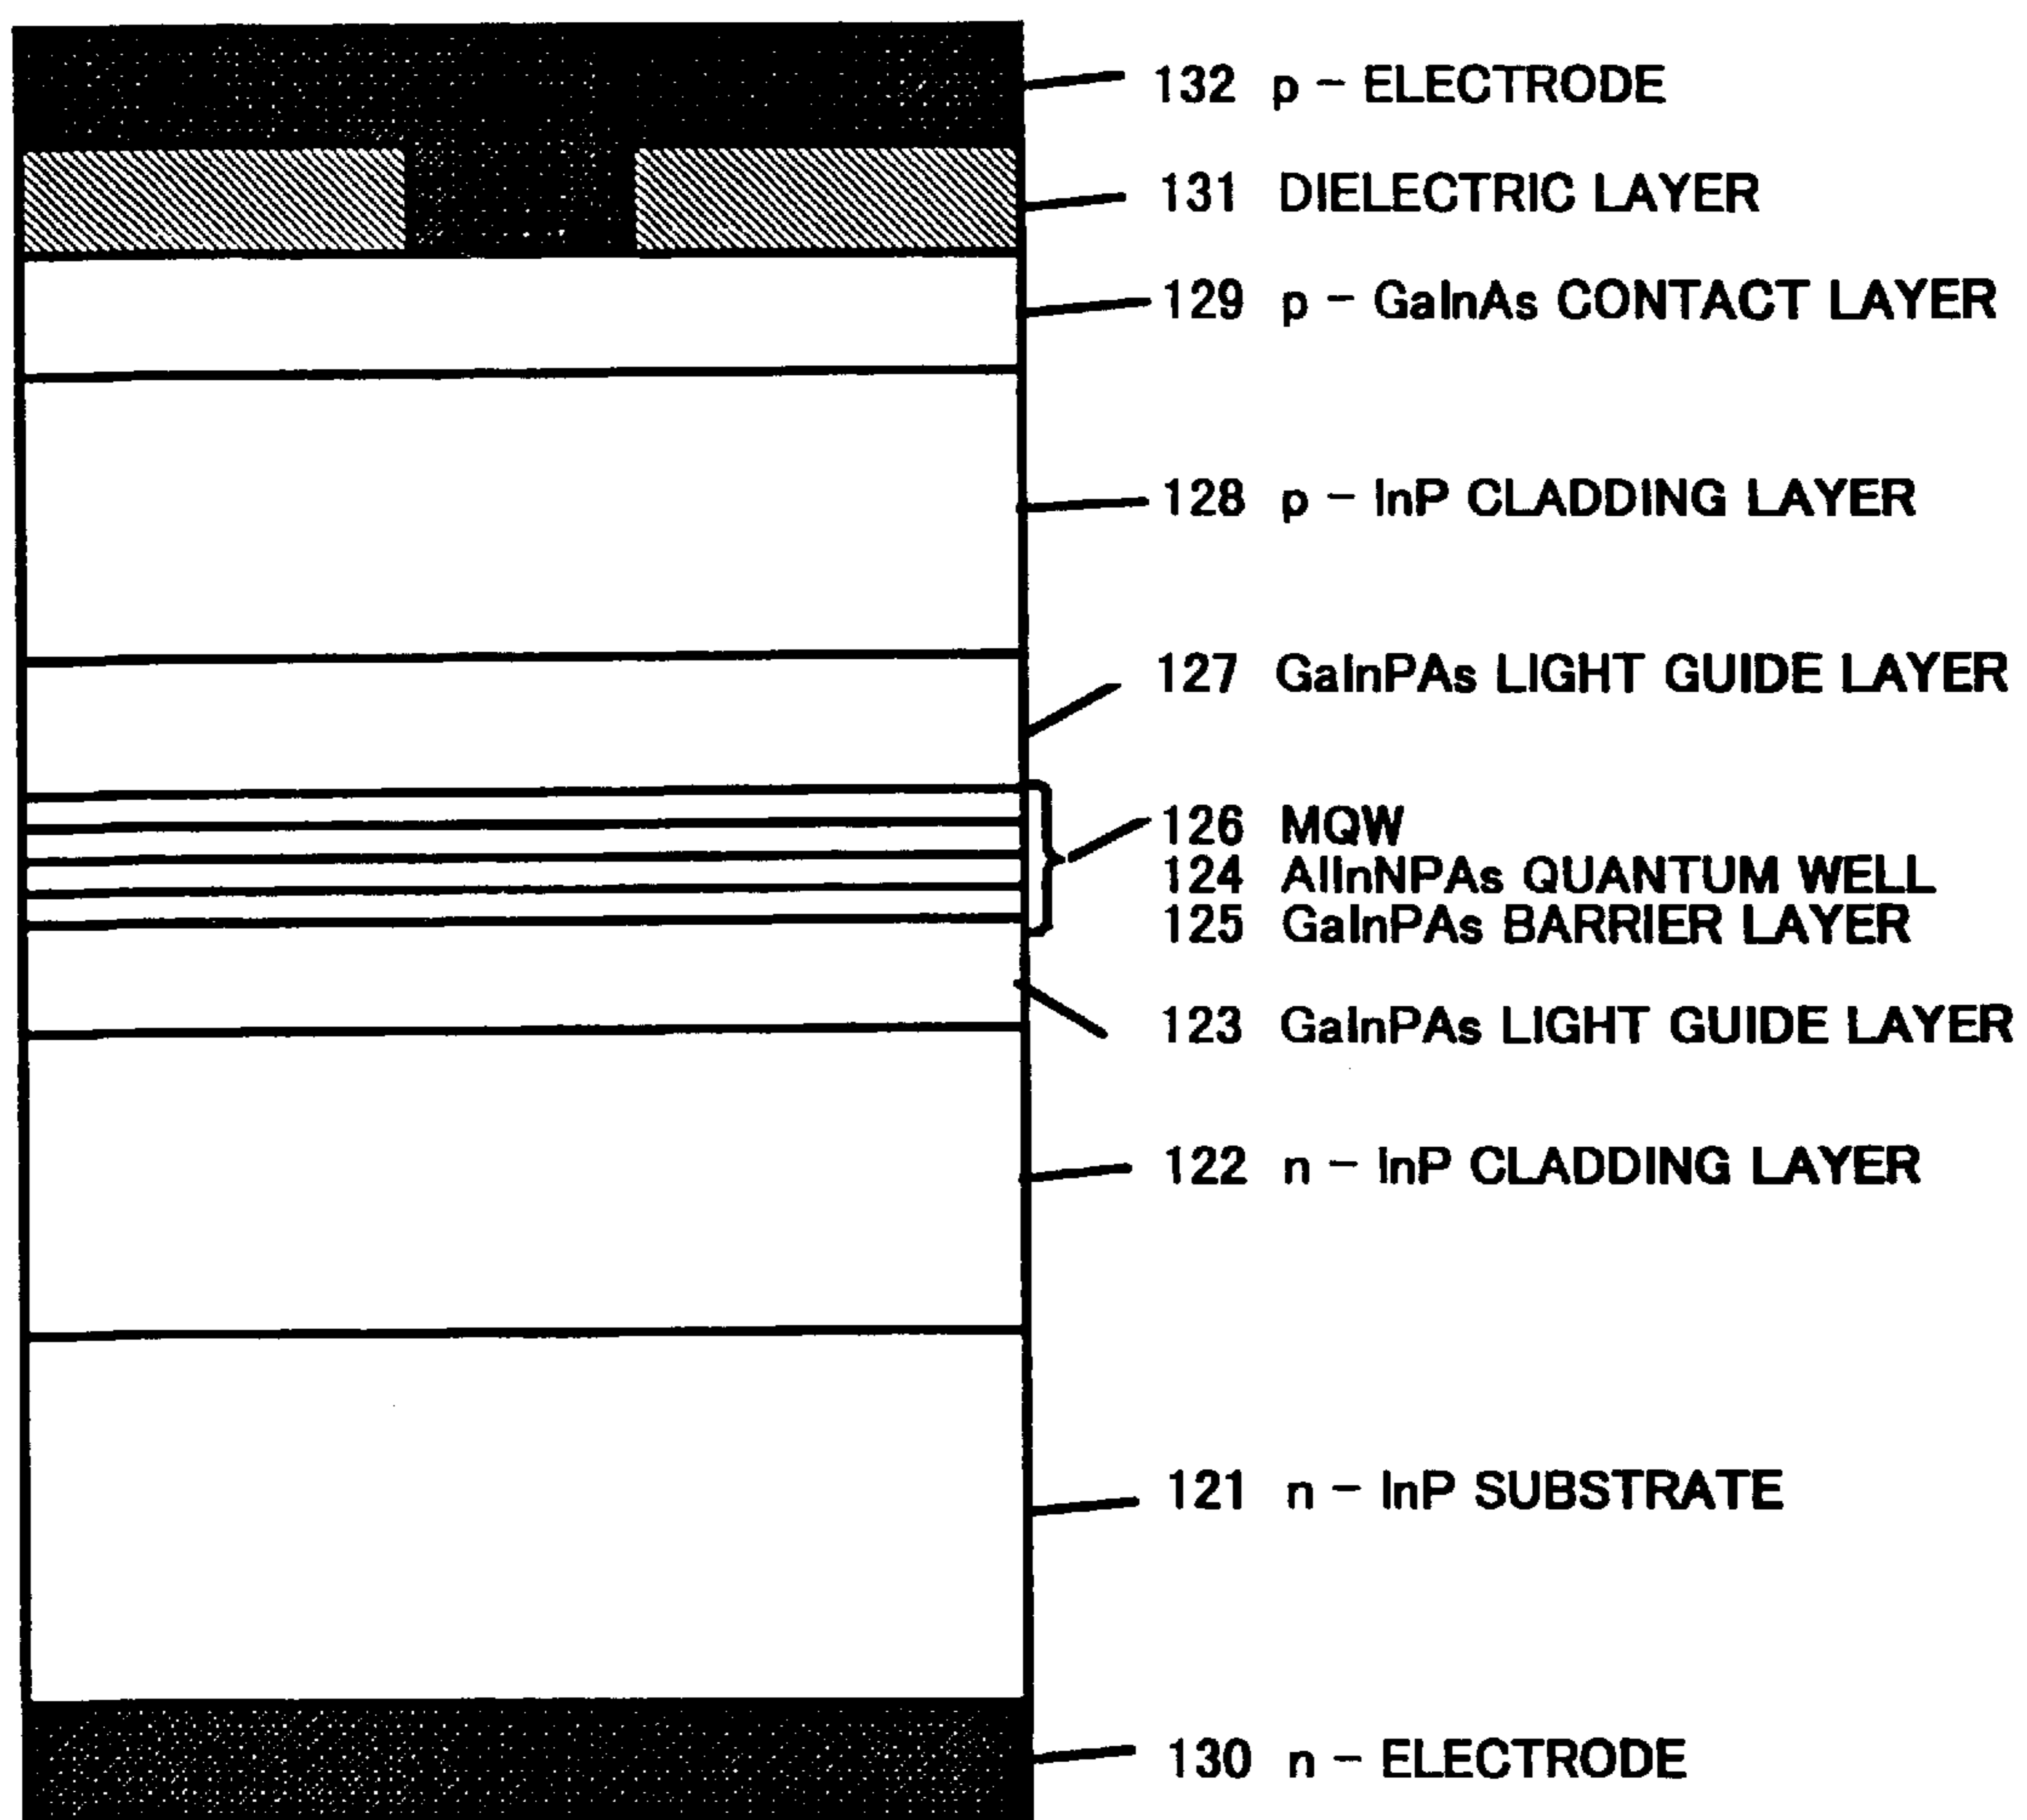 132 p - ELECTRODE
131 DIELECTRIC LAYER
129 p - GaInAs CONTACT LAYER
128 p - InP CLADDING LAYER
127 GaInPAs LIGHT GUIDE LAYER
126 MQW
124 AlInNPAs QUANTUM WELL
125 GaInPAs BARRIER LAYER
123 GaInPAs LIGHT GUIDE LAYER
122 n - InP CLADDING LAYER
121 n - InP SUBSTRATE
130 n - ELECTRODE